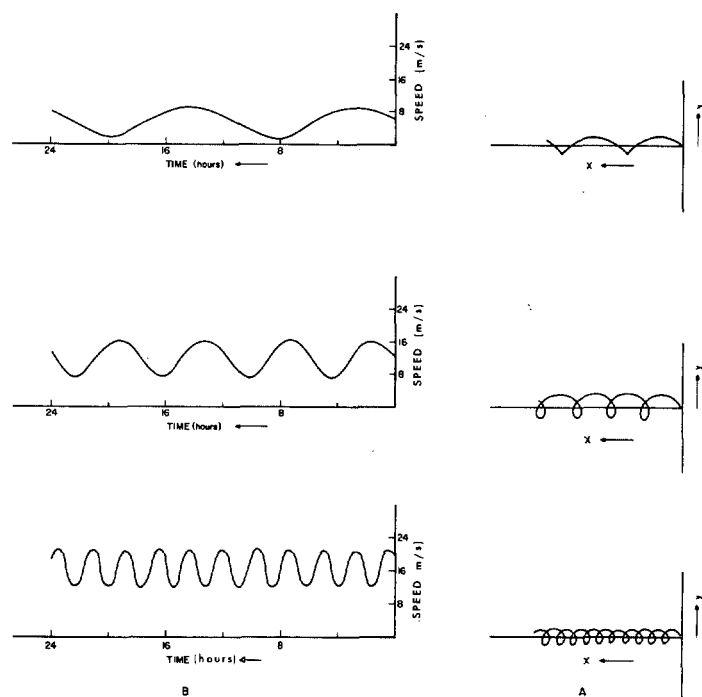 24
16
8
SPEED (m/s)
24 16 8
TIME (hours)
y
X
24
16
8
SPEED (m/s)
24 16 8
TIME (hours)
y
X
24
16
8
SPEED m/s)
24 16 8
TIME (hours)
y
X
B A